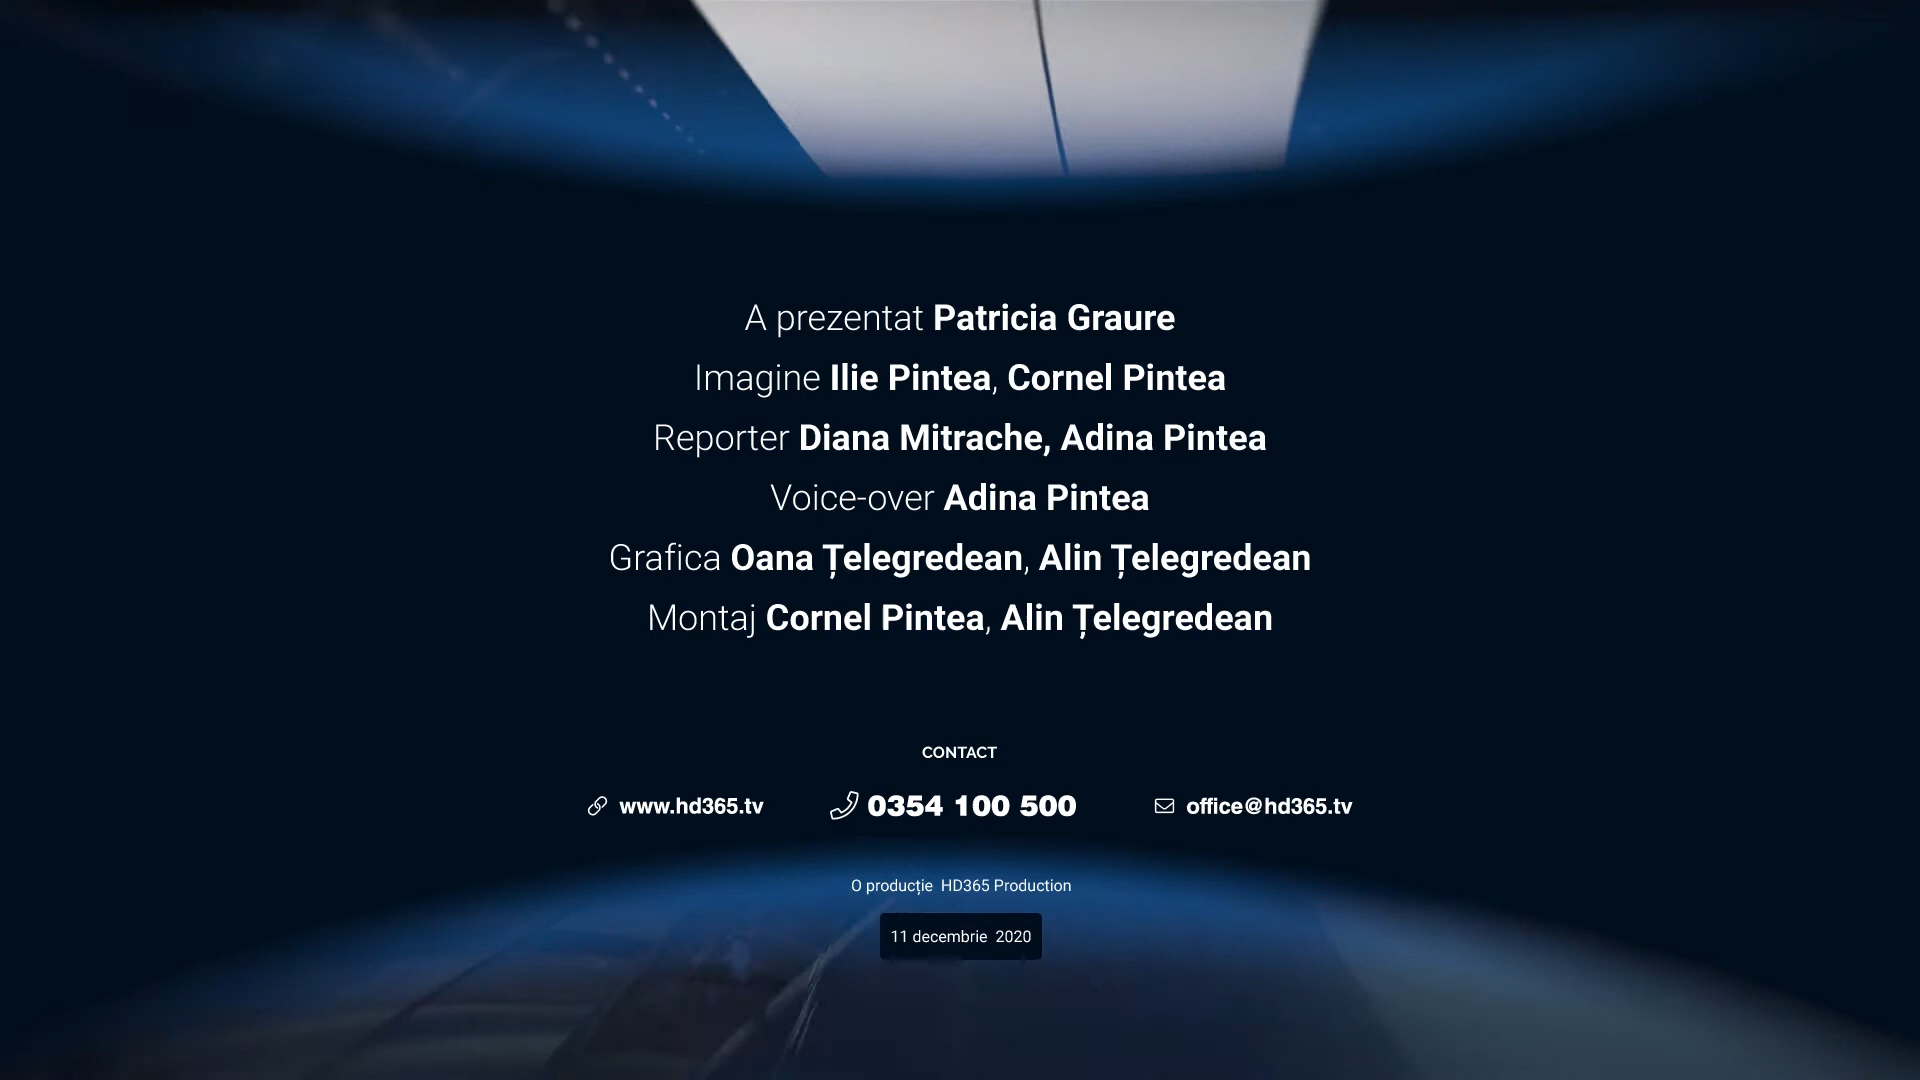 A prezentat Patricia Graure
Imagine Ilie Pintea, Cornel Pintea
Reporter Diana Mitrache, Adina Pintea
Voice-over Adina Pintea
Grafica Oana Țelegredean, Alin Țelegredean
Montaj Cornel Pintea, Alin Țelegredean
CONTACT
www.hd365.tv 0354 100 500 office@hd365.tv
O producție HD365 Production
11 decembrie 2020